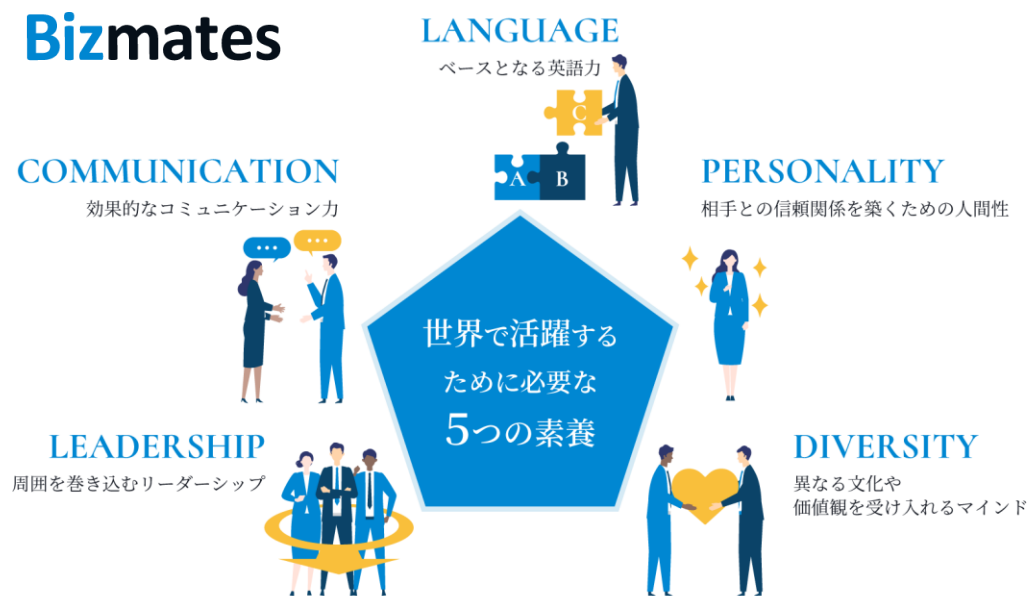 Bizmates
LANGUAGE
ベースとなる英語力
C
A
B
COMMUNICATION
効果的なコミュニケーション力
PERSONALITY
相手との信頼関係を築くための人間性
世界で活躍する
ために必要な
5つの素養
LEADERSHIP
周囲を巻き込むリーダーシップ
DIVERSITY
異なる文化や
価値観を受け入れるマインド